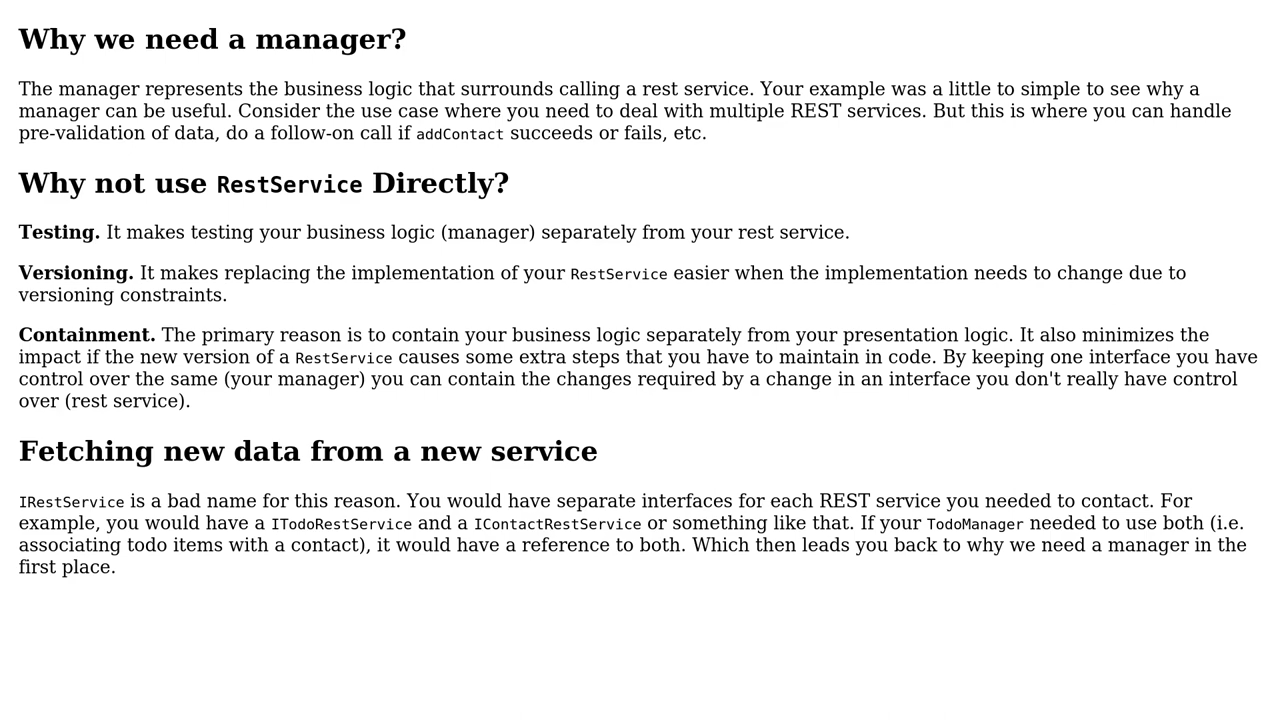 Why we need a manager?
The manager represents the business logic that surrounds calling a rest service. Your example was a little to simple to see why a
manager can be useful. Consider the use case where you need to deal with multiple REST services. But this is where you can handle
pre-validation of data, do a follow-on call if addContact succeeds or fails, etc.
Why not use RestService Directly?
Testing. It makes testing your business logic (manager) separately from your rest service.
Versioning. It makes replacing the implementation of your RestService easier when the implementation needs to change due to
versioning constraints.
Containment. The primary reason is to contain your business logic separately from your presentation logic. It also minimizes the
impact if the new version of a RestService causes some extra steps that you have to maintain in code. By keeping one interface you have
control over the same (your manager) you can contain the changes required by a change in an interface you don't really have control
over (rest service).
Fetching new data from a new service
IRestService is a bad name for this reason. You would have separate interfaces for each REST service you needed to contact. For
example, you would have a ITodoRestService and a IContactRestService or something like that. If your TodoManager needed to use both (i.e.
associating todo items with a contact), it would have a reference to both. Which then leads you back to why we need a manager in the
first place.